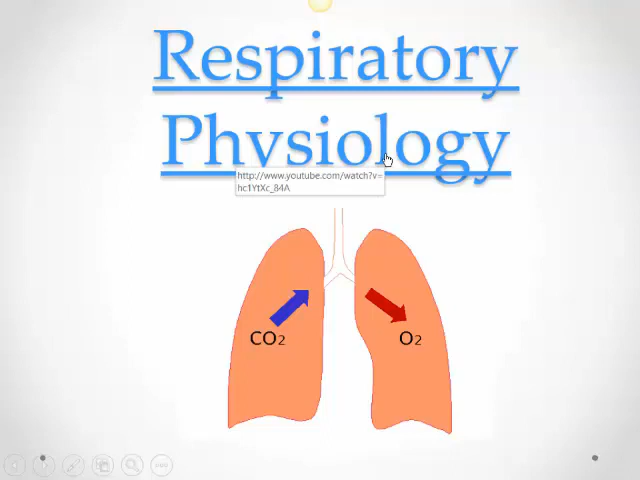 Respiratory
Physiology
http://www.youtube.com/watch?v=
hc1YtXc_84A
CO2
O2